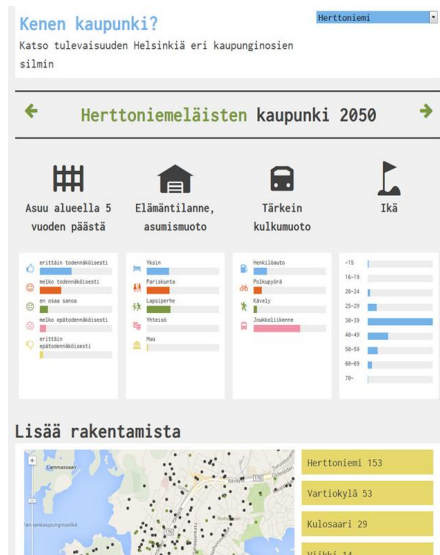 Kenen kaupunki?
Herttoniemi
Katso tulevaisuuden Helsinkiä eri kaupunginosien
silmin
Herttoniemeläisten kaupunki 2050
Asuu alueella 5
vuoden päästä
Elämäntilanne,
asumismuoto
Tärkein
kulkumuoto
Ikä
erittäin todennäköisesti
melko todennäköisesti
en osaa sanoa
melko epätodennäköisesti
erittäin
epätodennäköisesti
Yksin
Pariskunta
Lapsiperhe
Yhteisö
Muu
Henkilöauto
Polkupyörä
Kävely
Joukkoliikenne
-15
16-19
20-24
25-29
30-39
40-49
50-59
60-69
70-
Lisää rakentamista
Lammassaari
Herttoniemi 153
Vartiokylä 53
Kulosaari 29
Viikki 14